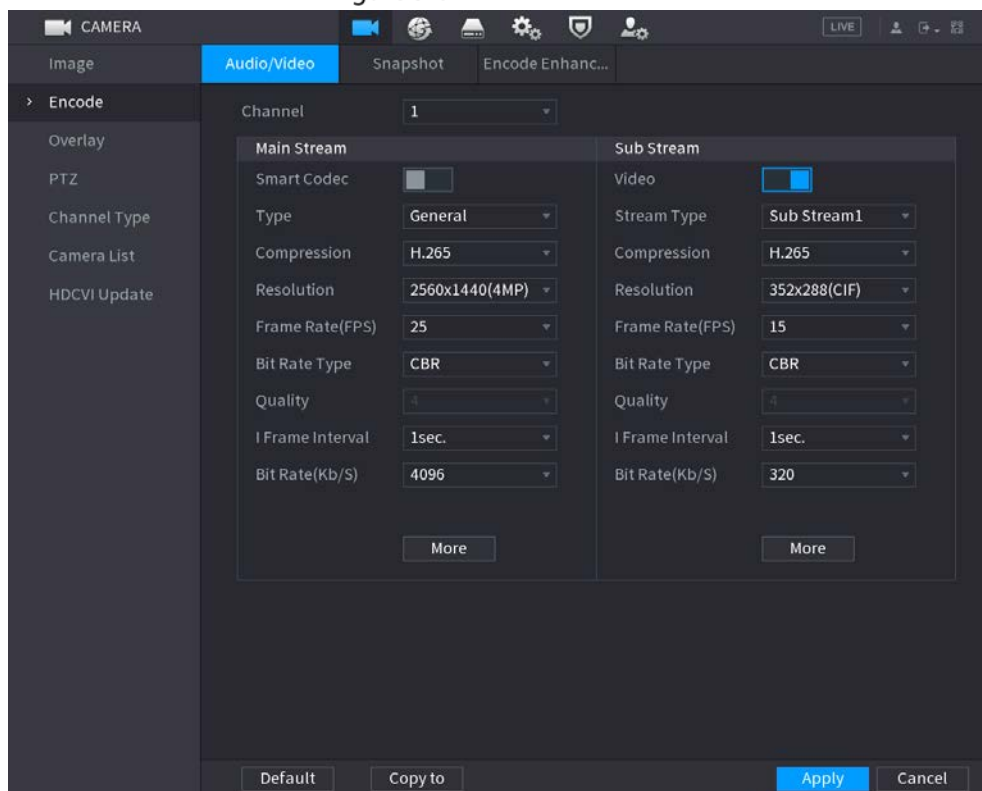 CAMERA
LIVE
Image
Audio/Video Snapshot Encode Enhanc...
Encode
Overlay
PTZ
Channel Type
Camera List
HDCVI Update
Channel 1
Main Stream
Smart Codec
Type General
Compression H.265
Resolution 2560x1440(4MP)
Frame Rate(FPS) 25
Bit Rate Type CBR
Quality 4
I Frame Interval 1sec.
Bit Rate(Kb/S) 4096
More
Sub Stream
Video
Stream Type Sub Stream1
Compression H.265
Resolution 352x288(CIF)
Frame Rate(FPS) 15
Bit Rate Type CBR
Quality 4
I Frame Interval 1sec.
Bit Rate(Kb/S) 320
More
Default Copy to Apply Cancel